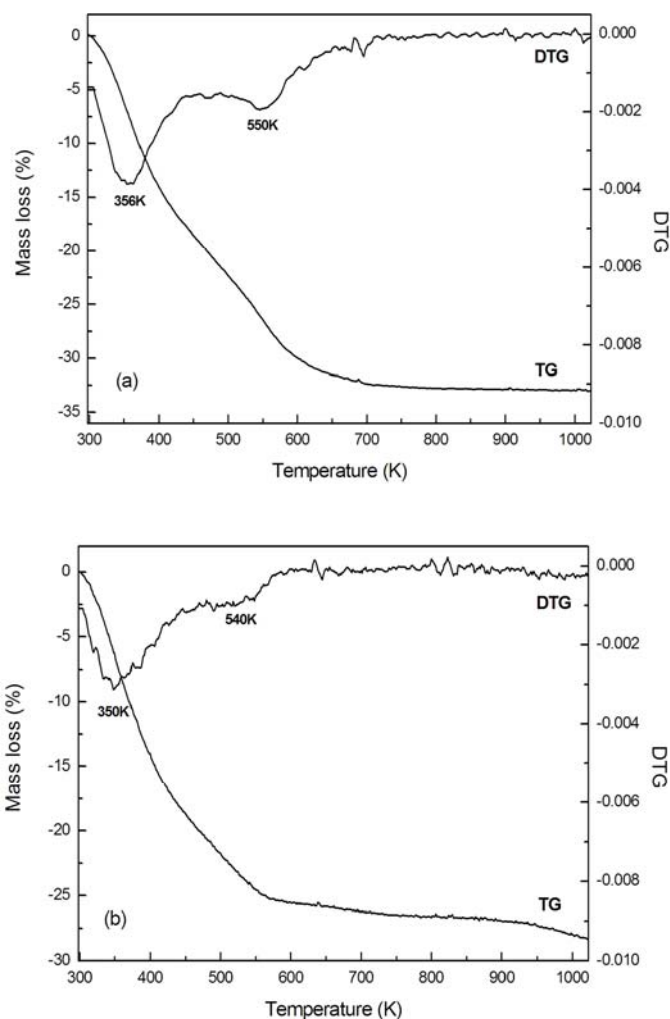 0
-5
-10
-15
-20
-25
-30
-35
Mass loss (%)
300 400 500 600 700 800 900 1000
Temperature (K)
0.000
-0.002
-0.004
-0.006
-0.008
-0.010
DTG
DTG
550K
356K
TG
(a)
0
-5
-10
-15
-20
-25
-30
Mass loss (%)
300 400 500 600 700 800 900 1000
Temperature (K)
0.000
-0.002
-0.004
-0.006
-0.008
-0.010
DTG
DTG
540K
350K
TG
(b)